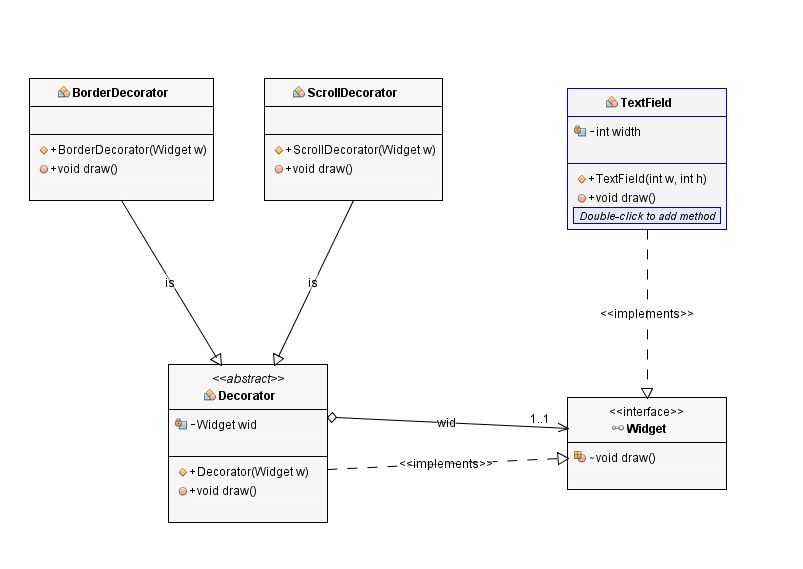 BorderDecorator
+BorderDecorator(Widget w)
+void draw()
ScrollDecorator
+ScrollDecorator(Widget w)
+void draw()
TextField
-int width
+TextField(int w, int h)
+void draw()
Double-click to add method
is
is
<<implements>>
<<abstract>>
Decorator
-Widget wid
+Decorator(Widget w)
+void draw()
wid
1..1
<<implements>>
<<interface>>
Widget
~void draw()